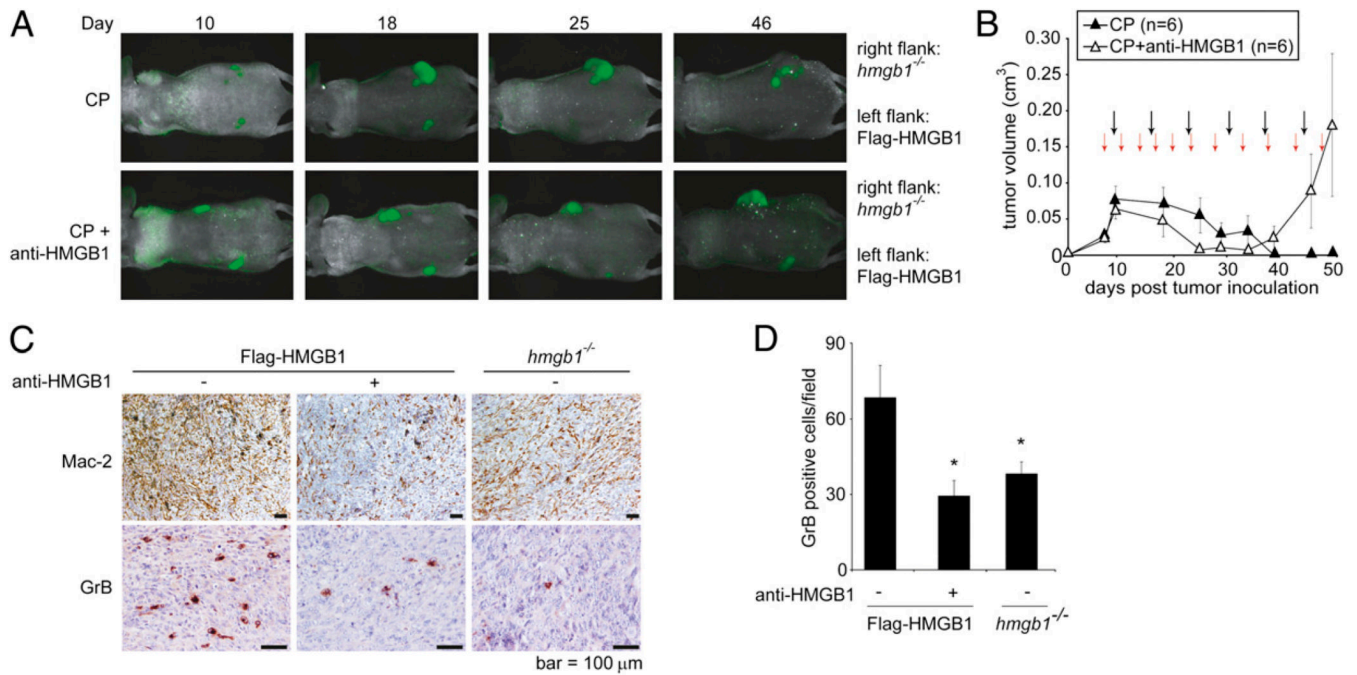 A
Day 10 18 25 46
CP
right flank:
hmgb1-/-
left flank:
Flag-HMGB1
CP +
anti-HMGB1
right flank:
hmgb1-/-
left flank:
Flag-HMGB1
B
CP (n=6)
CP+anti-HMGB1 (n=6)
tumor volume (cm3)
0.30
0.25
0.20
0.15
0.10
0.05
0
0 10 20 30 40 50
days post tumor inoculation
C
Flag-HMGB1 hmgb1-/-
anti-HMGB1 - + -
Mac-2
GrB
bar = 100 μm
D
GrB positive cells/field
90
60
30
0
anti-HMGB1 - + -
Flag-HMGB1 hmgb1-/-
* *